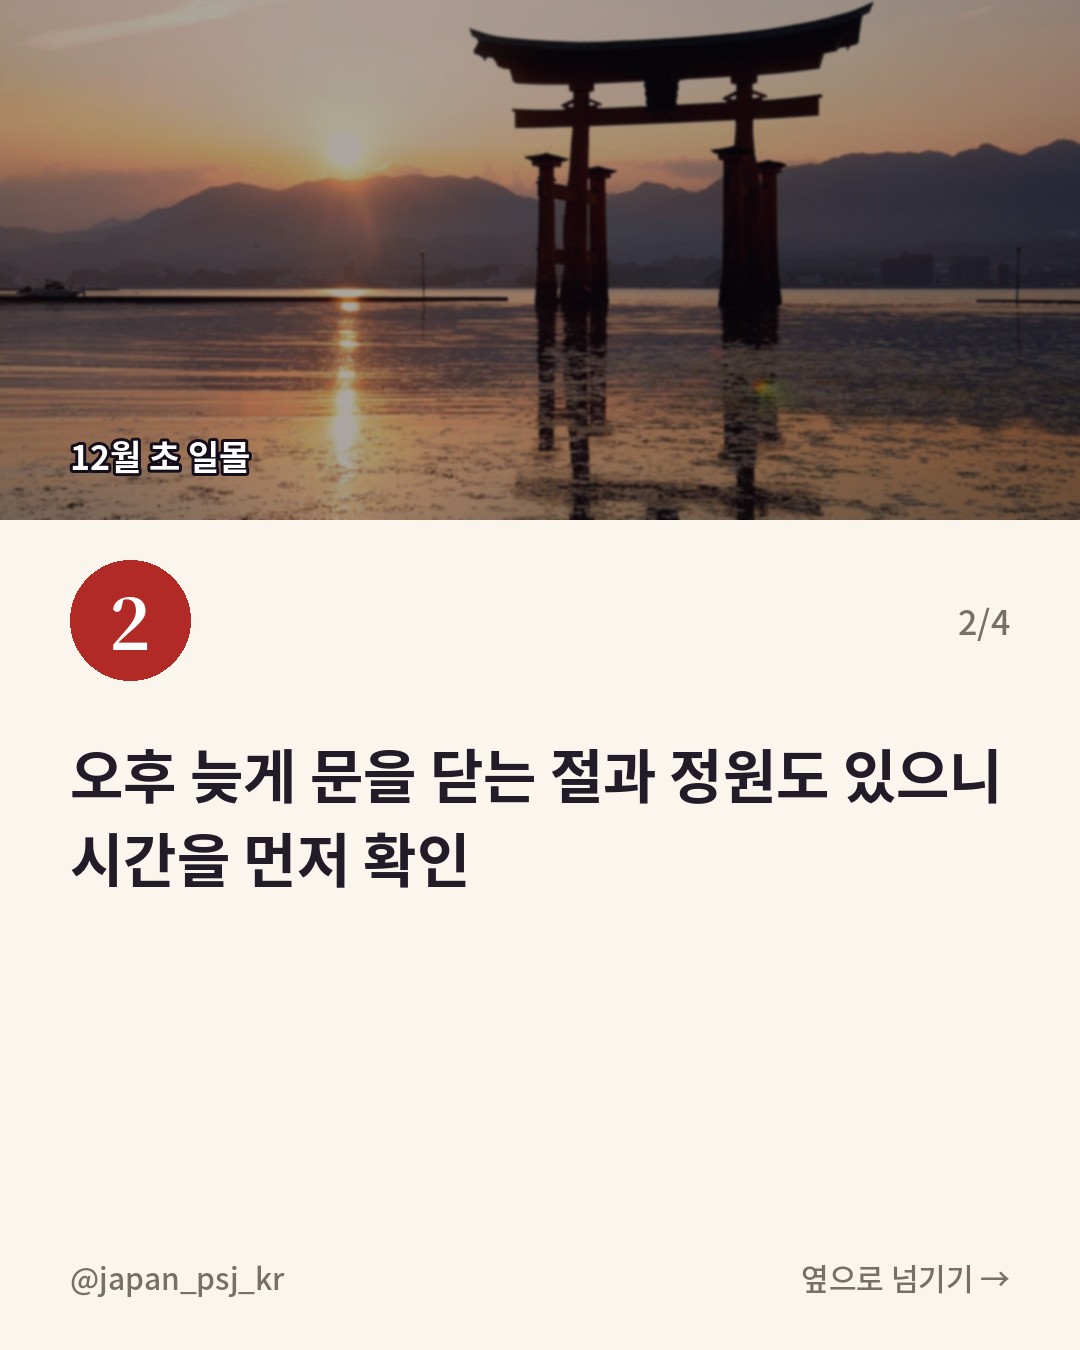 12월 초 일몰
2
2/4
오후 늦게 문을 닫는 절과 정원도 있으니
시간을 먼저 확인
@japan_psj_kr
옆으로 넘기기 →